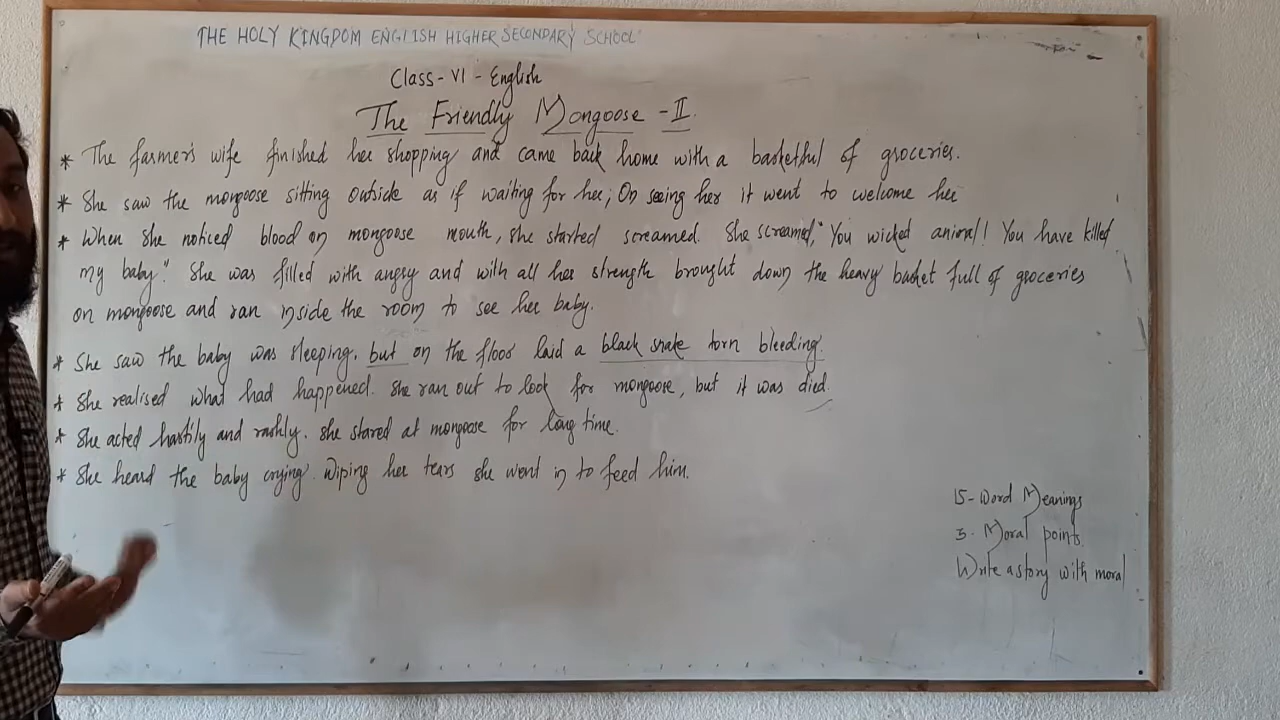 THE HOLY KINGDOM ENGLISH HIGHER SECONDARY SCHOOL
Class-VI - English
The Friendly Mongoose -II.
* The farmer's wife finished her shopping and came back home with a basketful of groceries.
* She saw the mongoose sitting outside as if waiting for her; On seeing her it went to welcome her
* When she noticed blood on mongoose mouth, she started screamed. She screamed, "You wicked animal! You have killed
my baby". She was filled with angry and with all her strength brought down the heavy basket full of groceries
on mongoose and ran inside the room to see her baby.
* She saw the baby was sleeping. but on the floor laid a black snake torn bleeding.
* She realised what had happened. she ran out to look for mongoose, but it was died.
* She acted hastily and rashly. she stared at mongoose for long time.
* She heard the baby crying. Wiping her tears she went in to feed him.
15-Word Meanings
5. Moral points
Write a story with moral